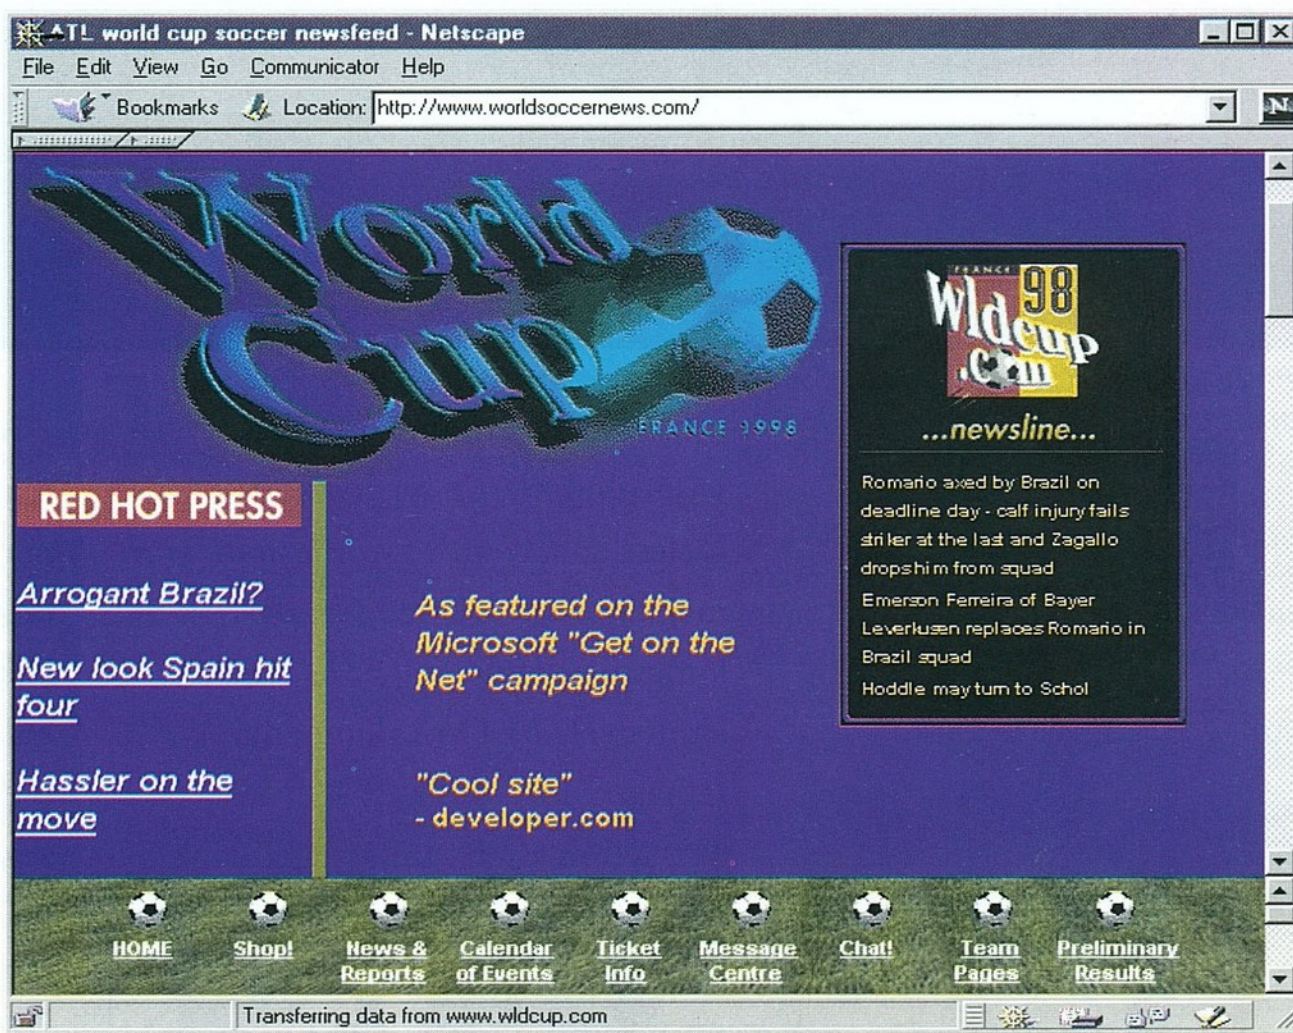 ATL world cup soccer newsfeed - Netscape
File Edit View Go Communicator Help
Bookmarks Location: http://www.worldsoccernews.com/
N
World
Cup
FRANCE 1998
FRANCE
98
Wldcup
.com
...newsline...
Romario axed by Brazil on
deadline day - calf injury fails
striker at the last and Zagallo
drops him from squad
Emerson Ferreira of Bayer
Leverkusen replaces Romario in
Brazil squad
Hoddle may turn to Schol
RED HOT PRESS
Arrogant Brazil?
New look Spain hit
four
Hassler on the
move
As featured on the
Microsoft "Get on the
Net" campaign
"Cool site"
- developer.com
HOME
Shop!
News &
Reports
Calendar
of Events
Ticket
Info
Message
Centre
Chat!
Team
Pages
Preliminary
Results
Transferring data from www.wldcup.com